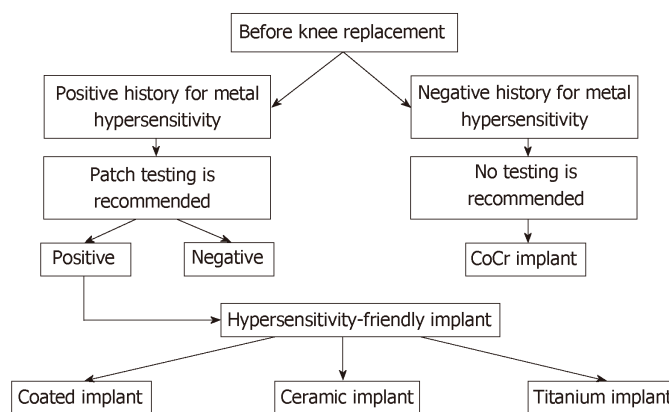 Before knee replacement
Positive history for metal
hypersensitivity
Negative history for metal
hypersensitivity
Patch testing is
recommended
No testing is
recommended
Positive
Negative
CoCr implant
Hypersensitivity-friendly implant
Coated implant
Ceramic implant
Titanium implant